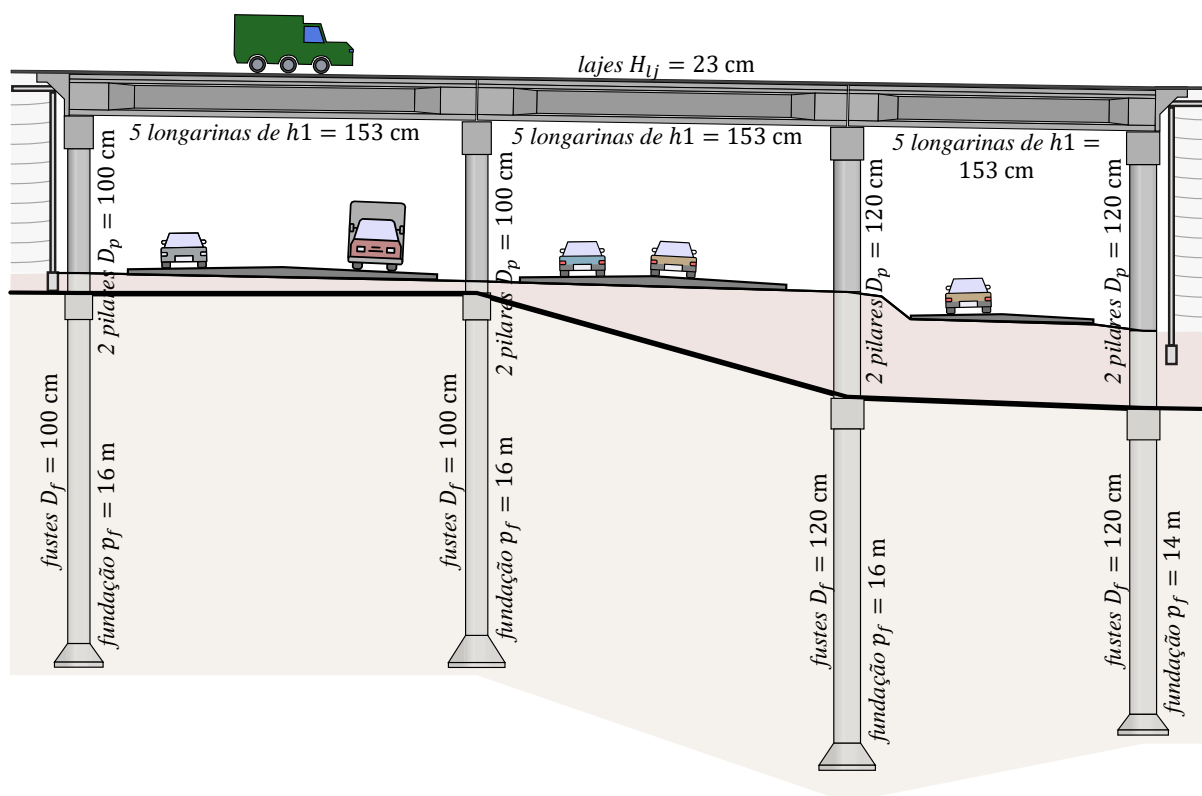 lajes H_lj = 23 cm
5 longarinas de h1 = 153 cm
5 longarinas de h1 = 153 cm
5 longarinas de h1 =
153 cm
2 pilares D_p = 100 cm
2 pilares D_p = 100 cm
2 pilares D_p = 120 cm
2 pilares D_p = 120 cm
fustes D_f = 100 cm
fundação p_f = 16 m
fustes D_f = 100 cm
fundação p_f = 16 m
fustes D_f = 120 cm
fundação p_f = 16 m
fustes D_f = 120 cm
fundação p_f = 14 m